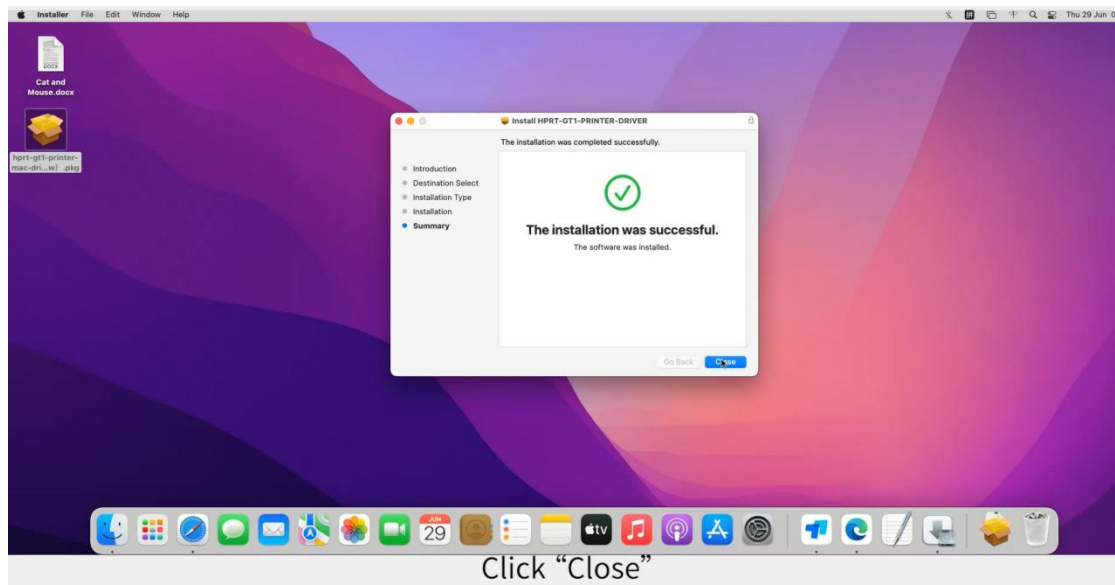 Installer File Edit Window Help
Thu 29 Jun
DOCX
Cat and
Mouse.docx
hprt-gt1-printer-
mac-dri...w) .pkg
Install HPRT-GT1-PRINTER-DRIVER
The installation was completed successfully.
Introduction
Destination Select
Installation Type
Installation
Summary
The installation was successful.
The software was installed.
Go Back Close
JUN
29
tv
Click “Close”